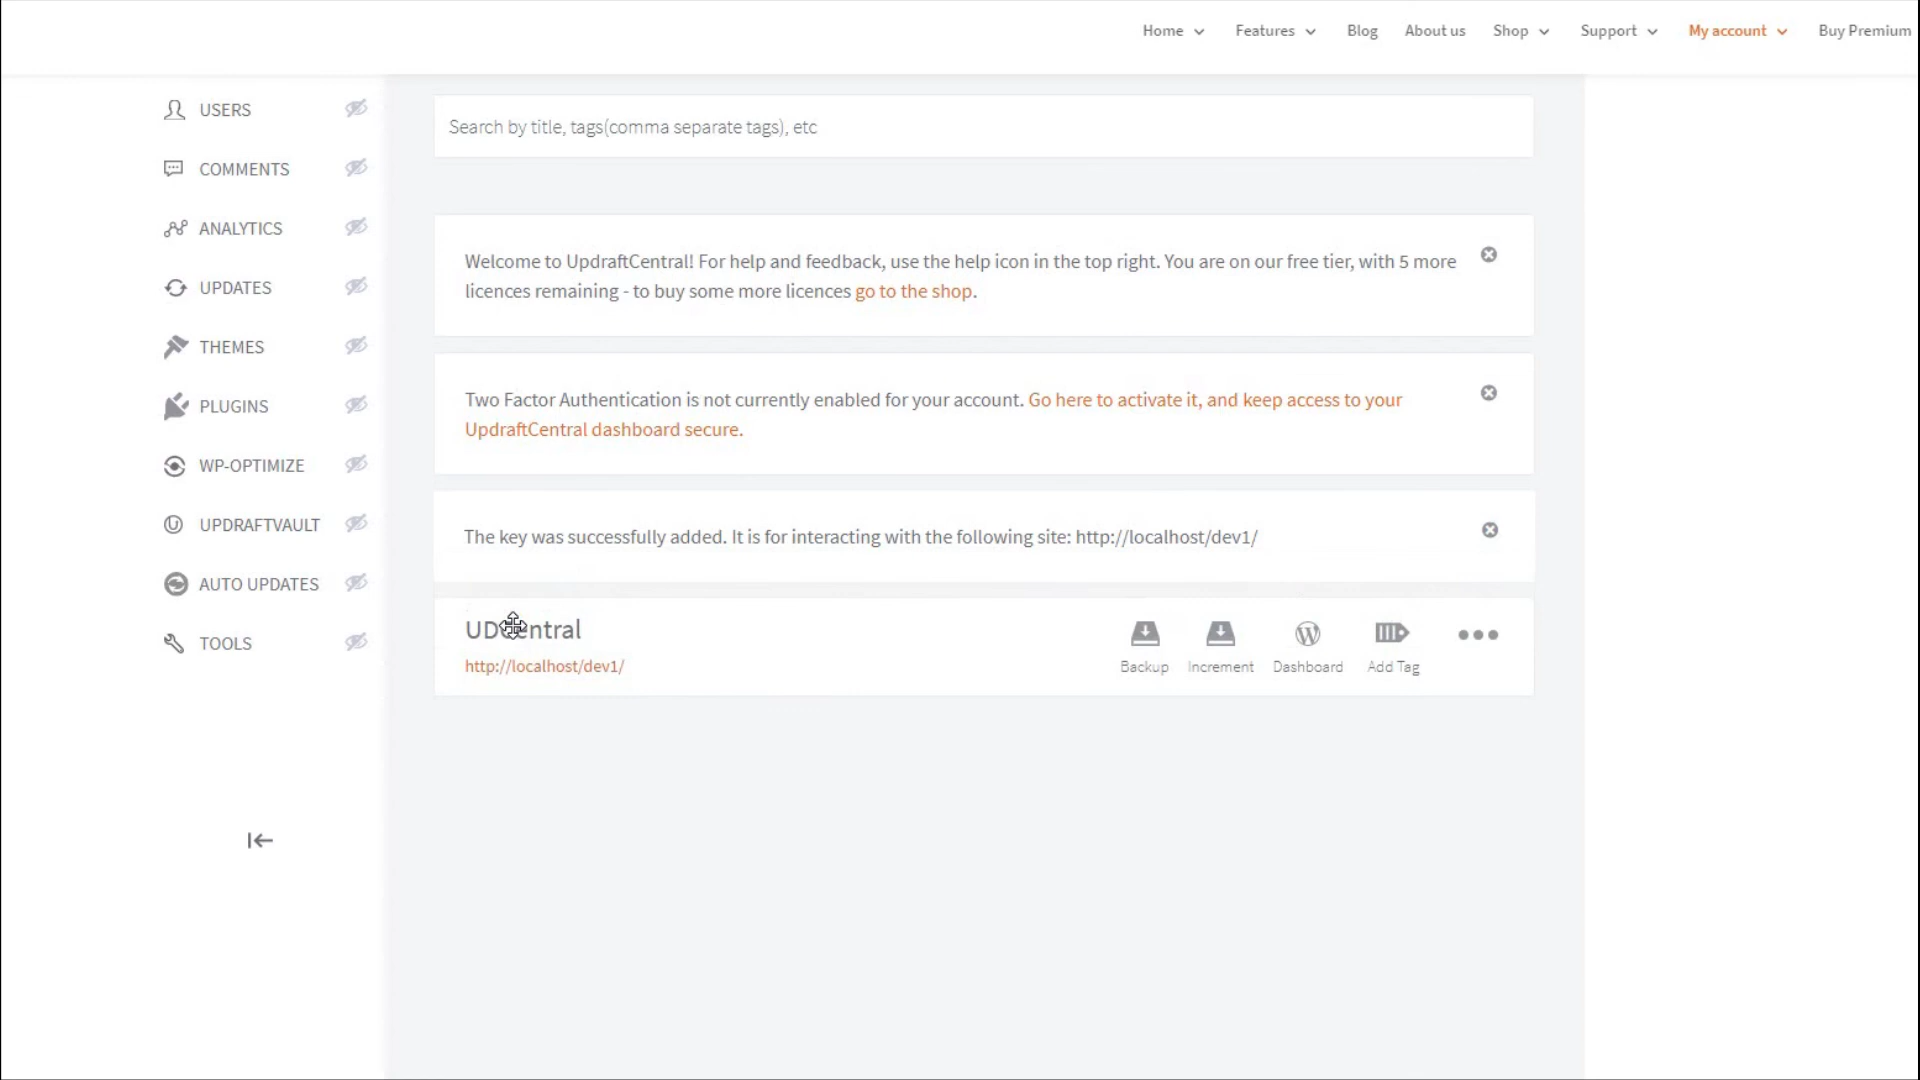 Home
Features
Blog
About us
Shop
Support
My account
Buy Premium
USERS
COMMENTS
ANALYTICS
UPDATES
THEMES
PLUGINS
WP-OPTIMIZE
UPDRAFTVAULT
AUTO UPDATES
TOOLS
Search by title, tags(comma separate tags), etc
Welcome to UpdraftCentral! For help and feedback, use the help icon in the top right. You are on our free tier, with 5 more
licences remaining - to buy some more licences go to the shop.
Two Factor Authentication is not currently enabled for your account. Go here to activate it, and keep access to your
UpdraftCentral dashboard secure.
The key was successfully added. It is for interacting with the following site: http://localhost/dev1/
UDCentral
http://localhost/dev1/
Backup
Increment
Dashboard
Add Tag